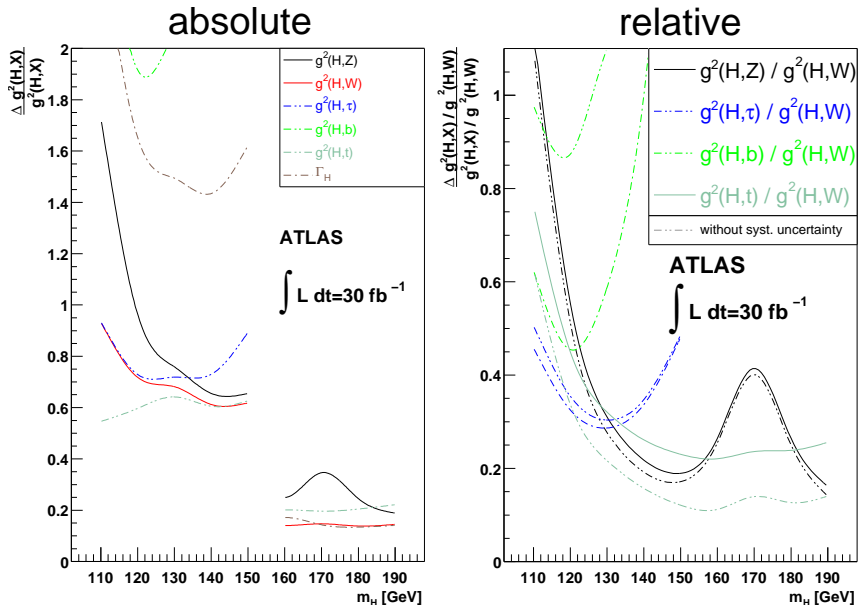 absolute
Δ g²(H,X)
g²(H,X)
2
1.8
1.6
1.4
1.2
1
0.8
0.6
0.4
0.2
0
g²(H,Z)
g²(H,W)
g²(H,τ)
g²(H,b)
g²(H,t)
Γ_H
ATLAS
∫ L dt=30 fb⁻¹
110 120 130 140 150 160 170 180 190
m_H [GeV]
relative
Δ g²(H,X) / g²(H,W)
g²(H,X) / g²(H,W)
1
0.8
0.6
0.4
0.2
0
g²(H,Z) / g²(H,W)
g²(H,τ) / g²(H,W)
g²(H,b) / g²(H,W)
g²(H,t) / g²(H,W)
without syst. uncertainty
ATLAS
∫ L dt=30 fb⁻¹
110 120 130 140 150 160 170 180 190
m_H [GeV]